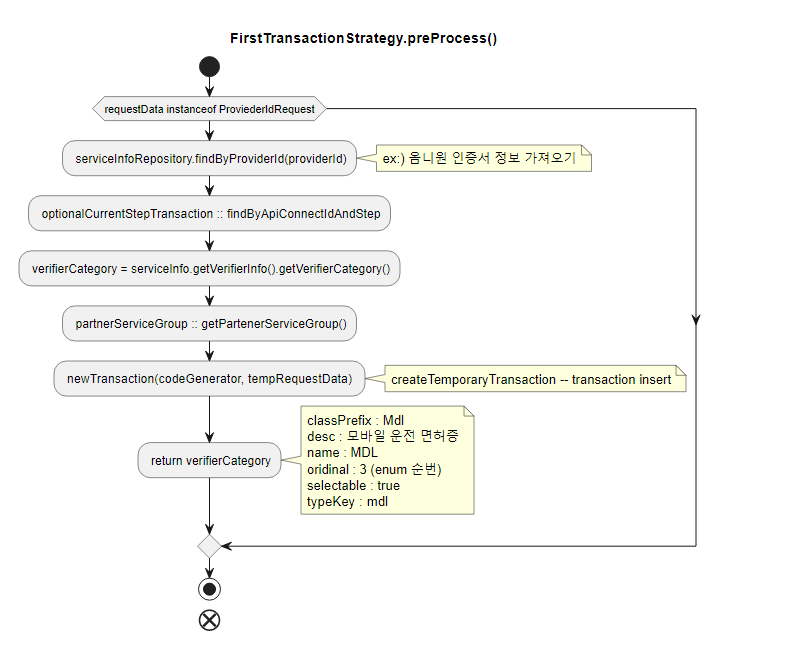 FirstTransactionStrategy.preProcess()
requestData instanceof ProviederIdRequest
serviceInfoRepository.findByProviderId(providerId)
ex:) 옴니원 인증서 정보 가져오기
optionalCurrentStepTransaction :: findByApiConnectIdAndStep
verifierCategory = serviceInfo.getVerifierInfo().getVerifierCategory()
partnerServiceGroup :: getPartenerServiceGroup()
newTransaction(codeGenerator, tempRequestData)
createTemporaryTransaction -- transaction insert
return verifierCategory
classPrefix : Mdl
desc : 모바일 운전 면허증
name : MDL
oridinal : 3 (enum 순번)
selectable : true
typeKey : mdl